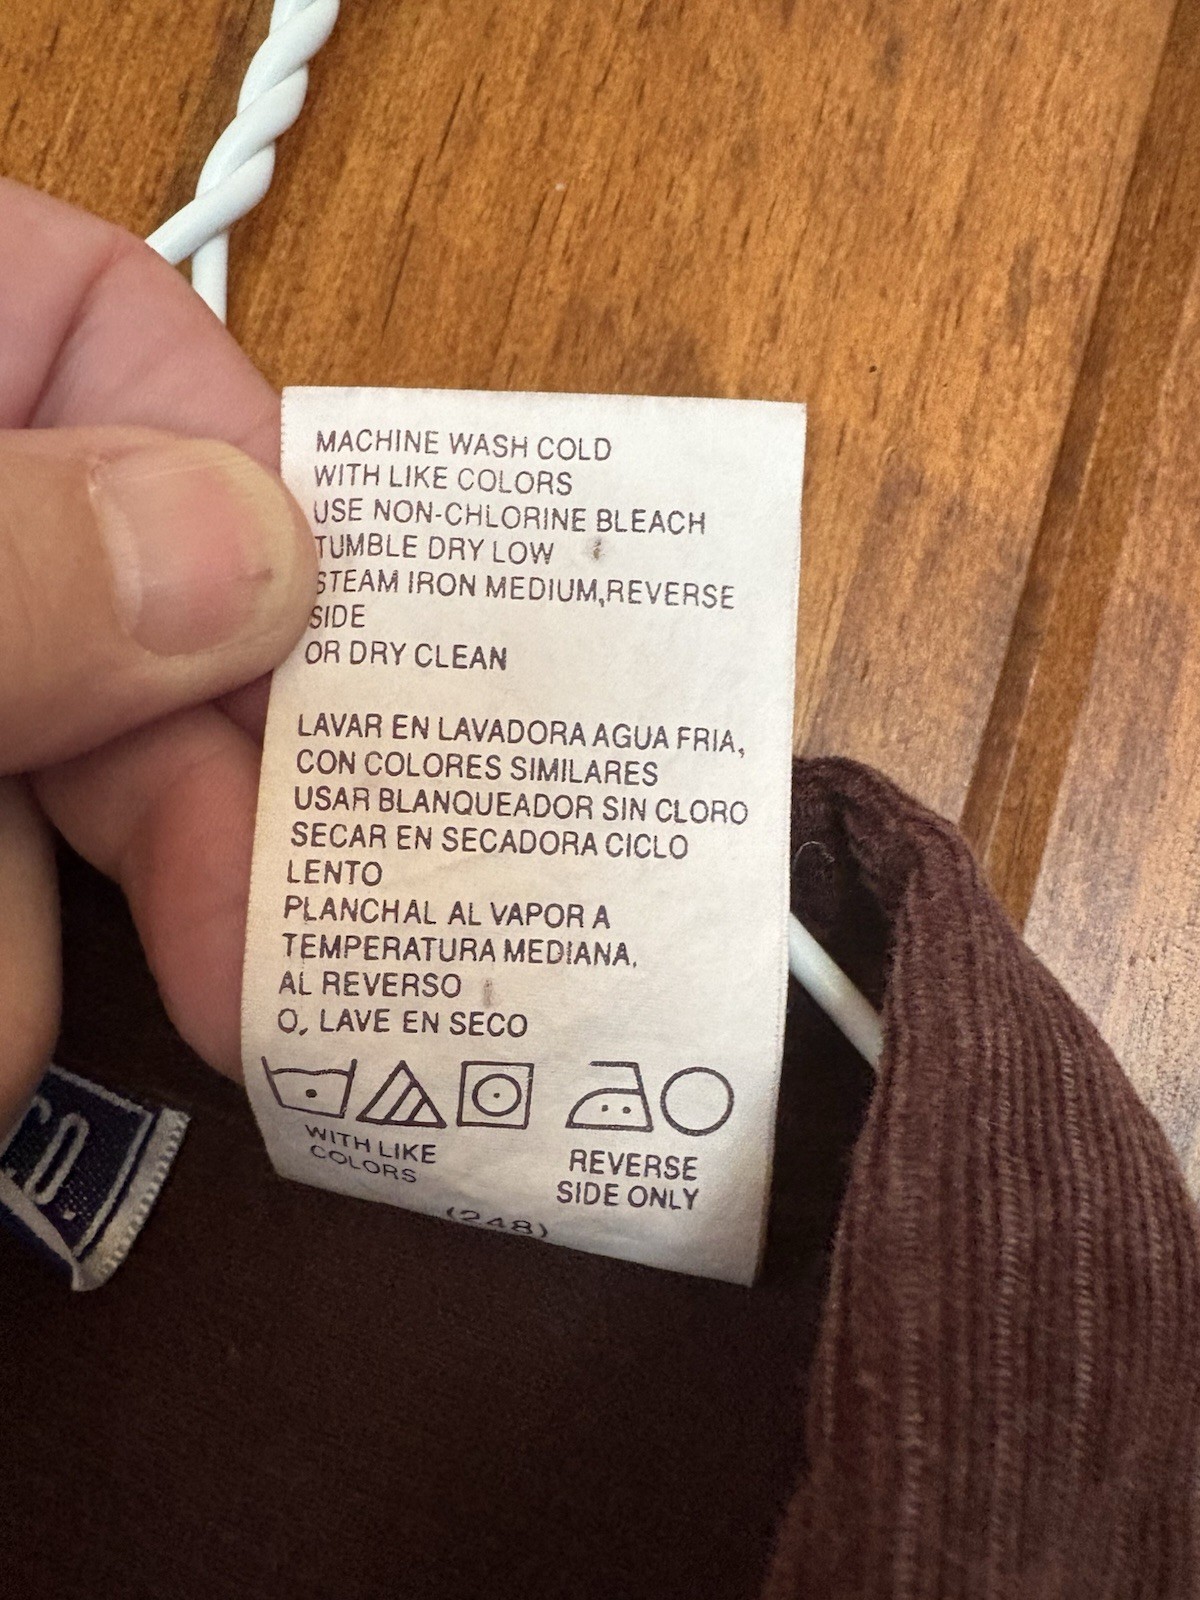 MACHINE WASH COLD
WITH LIKE COLORS
USE NON-CHLORINE BLEACH
TUMBLE DRY LOW
STEAM IRON MEDIUM,REVERSE
SIDE
OR DRY CLEAN
LAVAR EN LAVADORA AGUA FRIA,
CON COLORES SIMILARES
USAR BLANQUEADOR SIN CLORO
SECAR EN SECADORA CICLO
LENTO
PLANCHAL AL VAPOR A
TEMPERATURA MEDIANA.
AL REVERSO
O, LAVE EN SECO
WITH LIKE
COLORS
REVERSE
SIDE ONLY
(248)